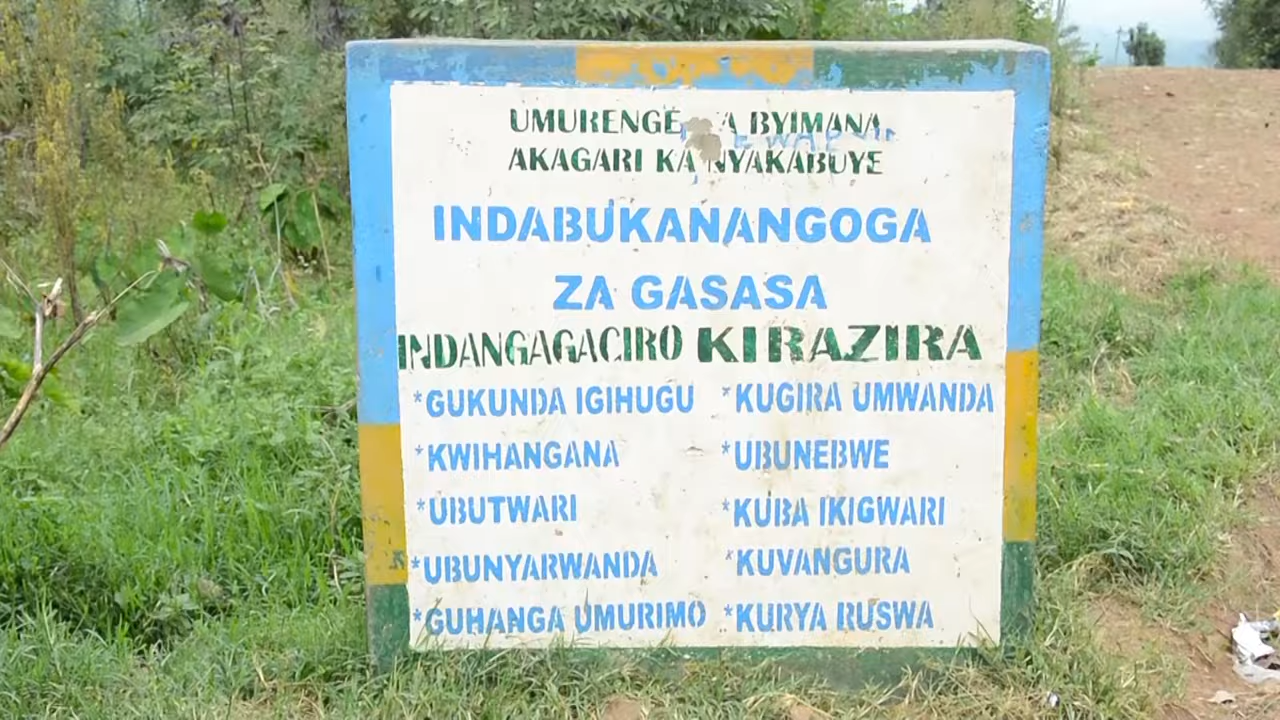 UMURENGE WA BYIMANA
AKAGARI KA NYAKABUYE
INDABUKANANGOGA
ZA GASASA
INDANGAGACIRO KIRAZIRA
*GUKUNDA IGIHUGU *KUGIRA UMWANDA
*KWIHANGANA *UBUNEBWE
*UBUTWARI *KUBA IKIGWARI
*UBUNYARWANDA *KUVANGURA
*GUHANGA UMURIMO *KURYA RUSWA